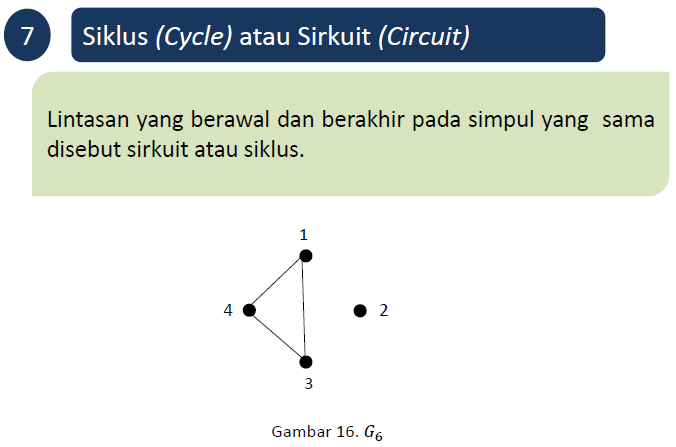 7
Siklus (Cycle) atau Sirkuit (Circuit)
Lintasan yang berawal dan berakhir pada simpul yang sama
disebut sirkuit atau siklus.
1
4
2
3
Gambar 16. G₆